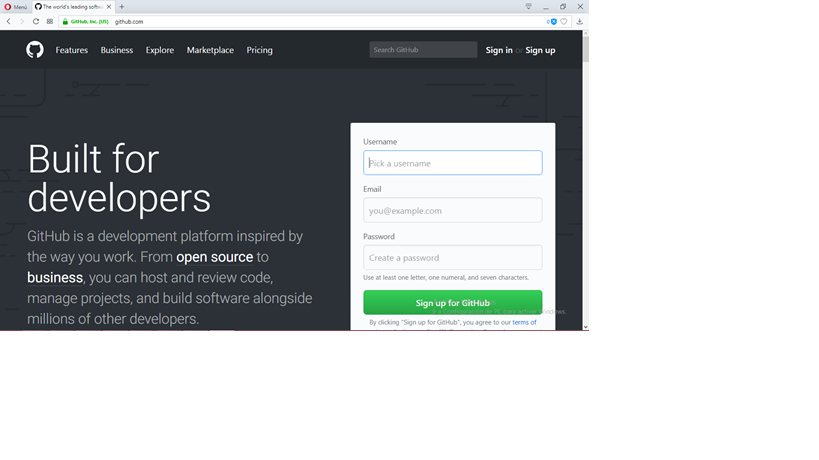 Menú
The world's leading softw
GitHub, Inc. [US]
github.com
0
Features
Business
Explore
Marketplace
Pricing
Search GitHub
Sign in or Sign up
Built for
developers
GitHub is a development platform inspired by
the way you work. From open source to
business, you can host and review code,
manage projects, and build software alongside
millions of other developers.
Username
Pick a username
Email
you@example.com
Password
Create a password
Use at least one letter, one numeral, and seven characters.
Sign up for GitHub
By clicking "Sign up for GitHub", you agree to our terms of